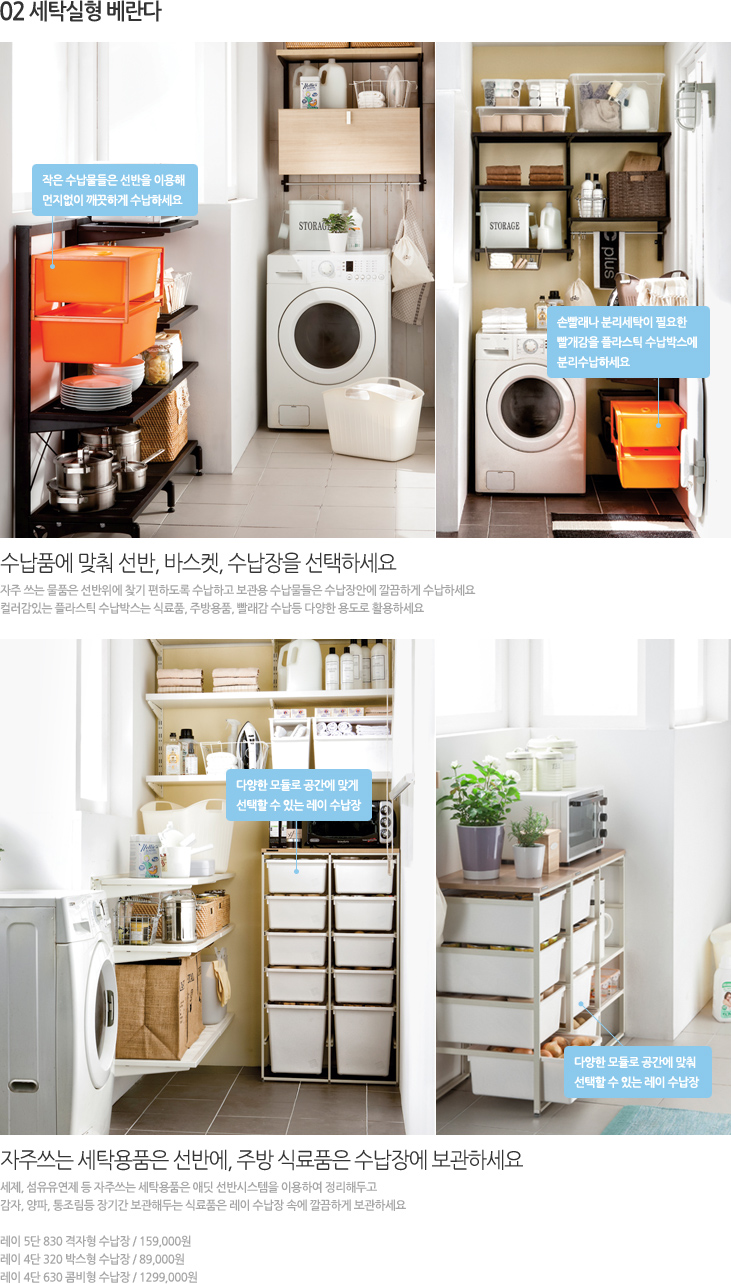 02 세탁실형 베란다
작은 수납물들은 선반을 이용해
먼지없이 깨끗하게 수납하세요
STORAGE
STORAGE
plus
손빨래나 분리세탁이 필요한
빨개감을 플라스틱 수납박스에
분리수납하세요
수납품에 맞춰 선반, 바스켓, 수납장을 선택하세요
자주 쓰는 물품은 선반위에 찾기 편하도록 수납하고 보관용 수납물들은 수납장안에 깔끔하게 수납하세요
컬러감있는 플라스틱 수납박스는 식료품, 주방용품, 빨래감 수납등 다양한 용도로 활용하세요
다양한 모듈로 공간에 맞게
선택할 수 있는 레이 수납장
다양한 모듈로 공간에 맞춰
선택할 수 있는 레이 수납장
자주쓰는 세탁용품은 선반에, 주방 식료품은 수납장에 보관하세요
세제, 섬유유연제 등 자주쓰는 세탁용품은 애딧 선반시스템을 이용하여 정리해두고
감자, 양파, 통조림등 장기간 보관해두는 식료품은 레이 수납장 속에 깔끔하게 보관하세요
레이 5단 830 격자형 수납장 / 159,000원
레이 4단 320 박스형 수납장 / 89,000원
레이 4단 630 콤비형 수납장 / 1299,000원